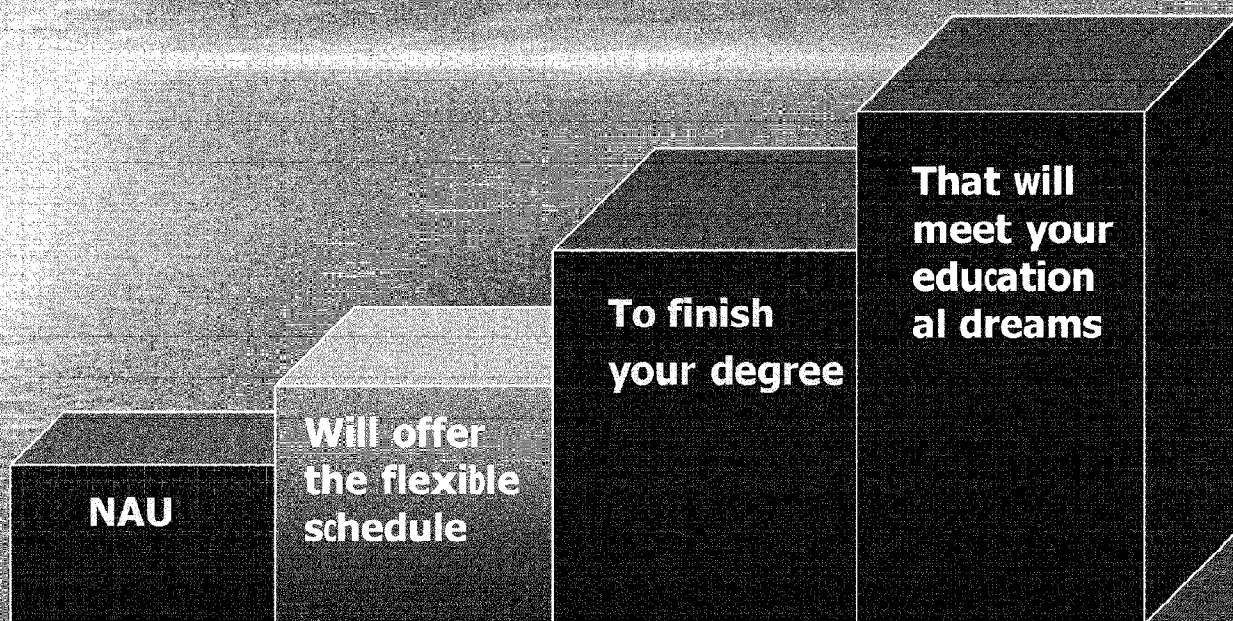 NAU
Will offer
the flexible
schedule
To finish
your degree
That will
meet your
education
al dreams